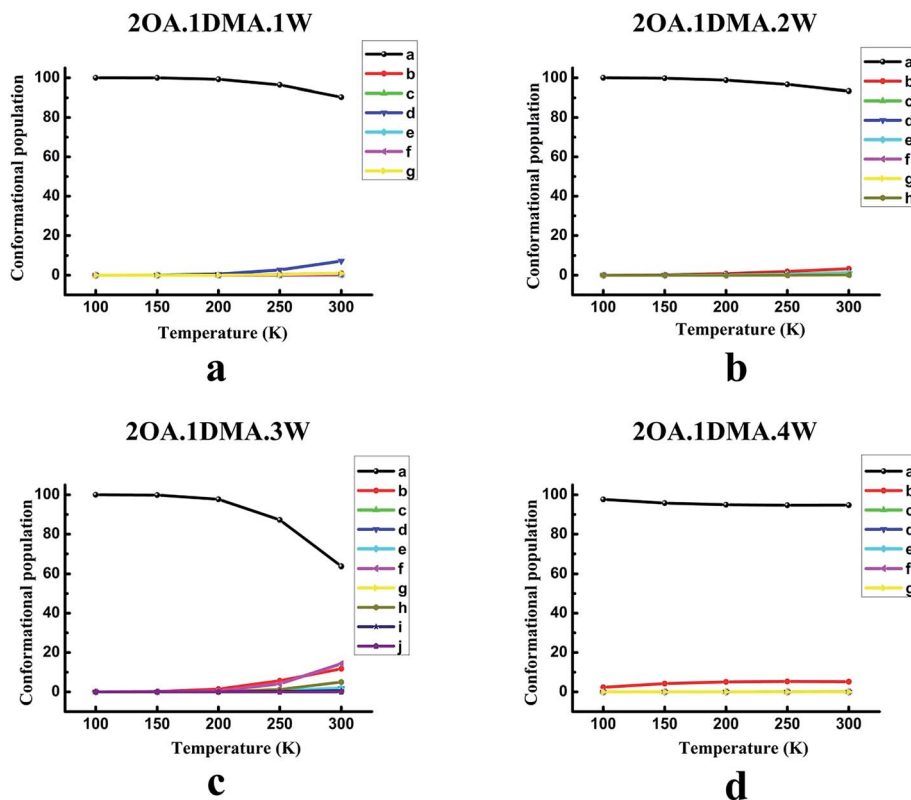 2OA.1DMA.1W
Conformational population
100
80
60
40
20
0
100 150 200 250 300
Temperature (K)
a
b
c
d
e
f
g
a
2OA.1DMA.2W
Conformational population
100
80
60
40
20
0
100 150 200 250 300
Temperature (K)
a
b
c
d
e
f
g
h
b
2OA.1DMA.3W
Conformational population
100
80
60
40
20
0
100 150 200 250 300
Temperature (K)
a
b
c
d
e
f
g
h
i
j
c
2OA.1DMA.4W
Conformational population
100
80
60
40
20
0
100 150 200 250 300
Temperature (K)
a
b
c
d
e
f
g
d